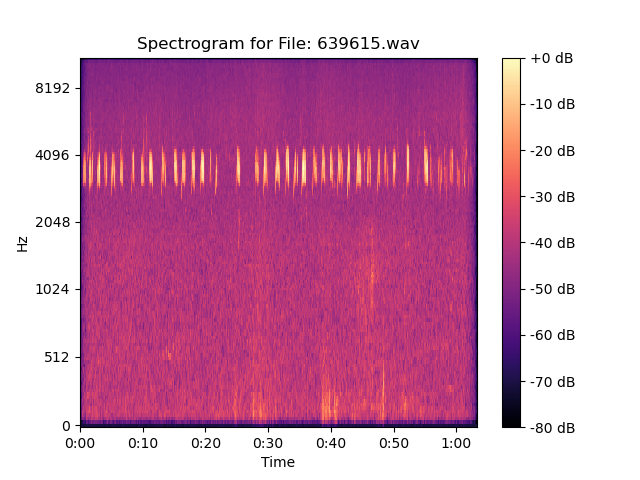 Spectrogram for File: 639615.wav
+0 dB
8192
-10 dB
4096
-20 dB
-30 dB
2048
Hz
-40 dB
1024
-50 dB
512
-60 dB
-70 dB
0
-80 dB
0:00 0:10 0:20 0:30 0:40 0:50 1:00
Time